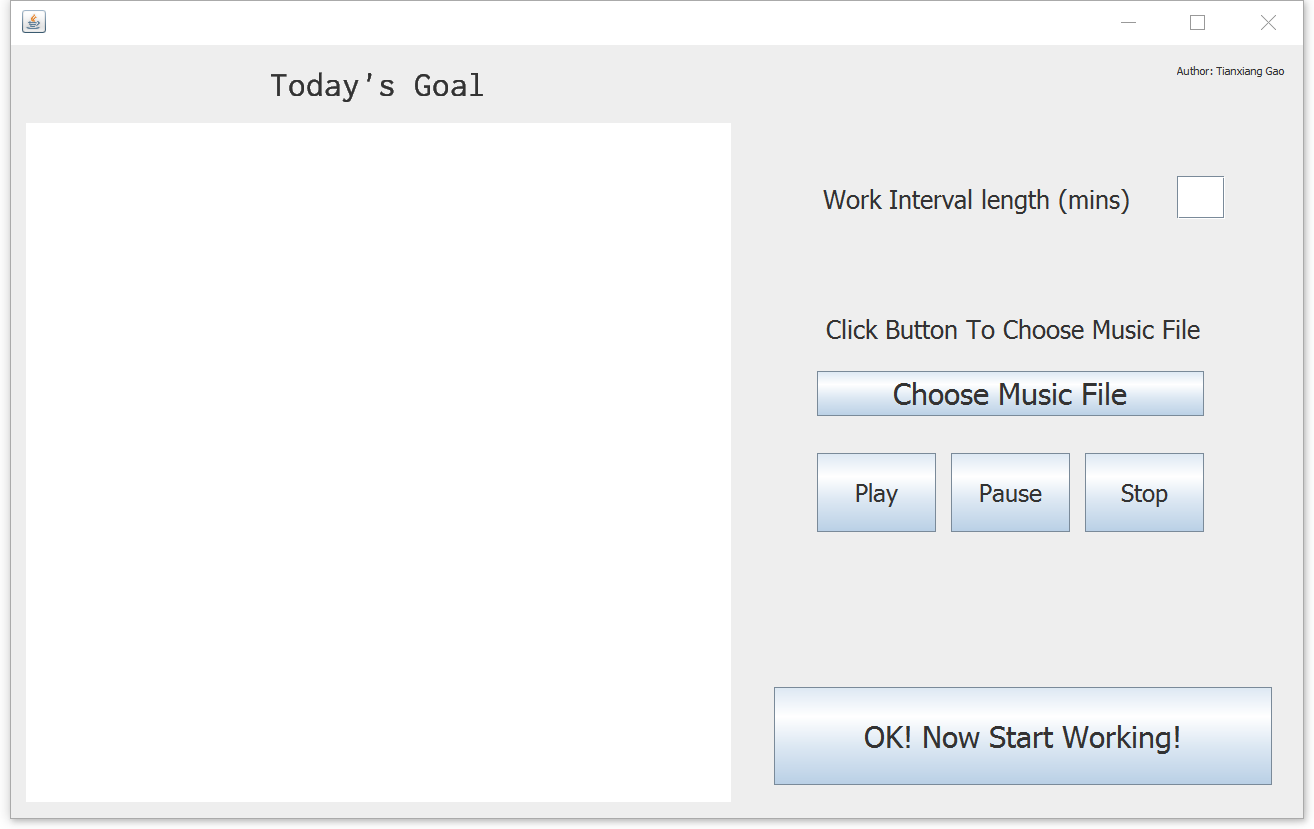 Today's Goal
Author: Tianxiang Gao
Work Interval length (mins)
Click Button To Choose Music File
Choose Music File
Play
Pause
Stop
OK! Now Start Working!